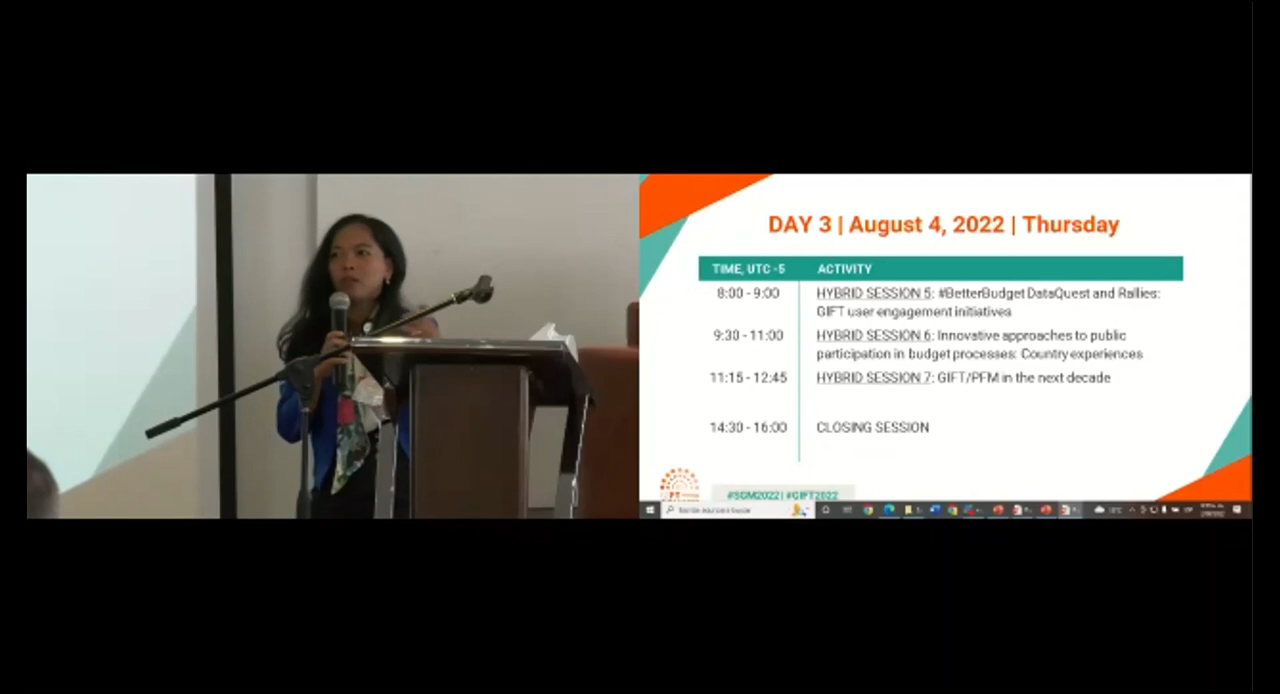 DAY 3 | August 4, 2022 | Thursday
TIME, UTC -5 ACTIVITY
8:00 - 9:00 HYBRID SESSION 5: #BetterBudget DataQuest and Rallies:
GIFT user engagement initiatives
9:30 - 11:00 HYBRID SESSION 6: Innovative approaches to public
participation in budget processes: Country experiences
11:15 - 12:45 HYBRID SESSION 7: GIFT/PFM in the next decade
14:30 - 16:00 CLOSING SESSION
#SGM2022| #GIFT2022